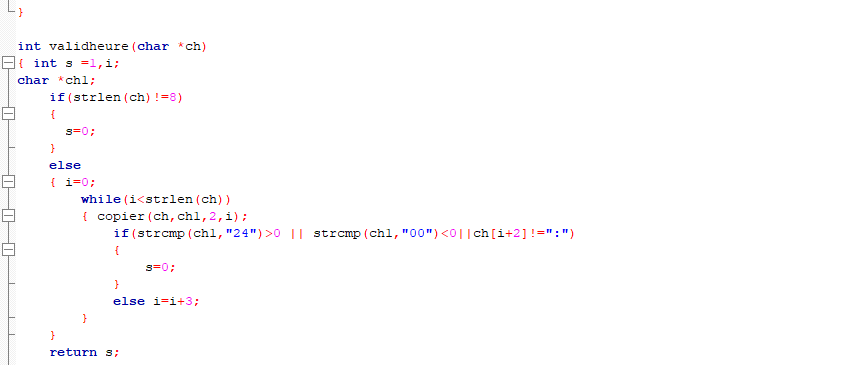 }
int validheure(char *ch)
{ int s =1,i;
char *ch1;
if(strlen(ch)!=8)
{
s=0;
}
else
{ i=0;
while(i<strlen(ch))
{ copier(ch,ch1,2,i);
if(strcmp(ch1,"24")>0 || strcmp(ch1,"00")<0||ch[i+2]!=":")
{
s=0;
}
else i=i+3;
}
}
return s;